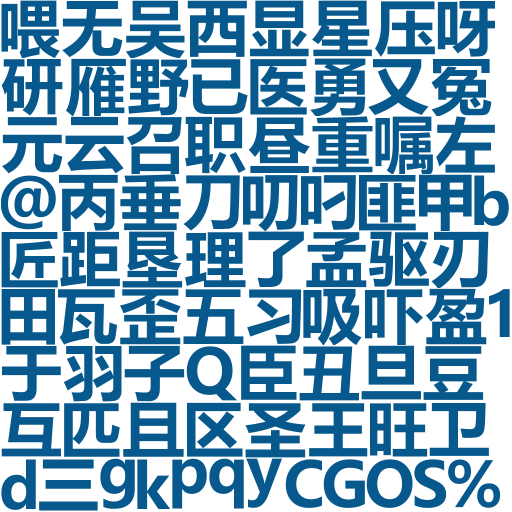 喂无吴西显星压呀
研雁野已医勇又冤
元云召职昼重嘱左
@丙垂刀叨叼匪甲b
匠距垦理了孟驱刃
田瓦歪五习吸吓盈1
于羽子Q臣丑旦豆
互匹目区圣王旺卫
d三gkpqyCGOS%